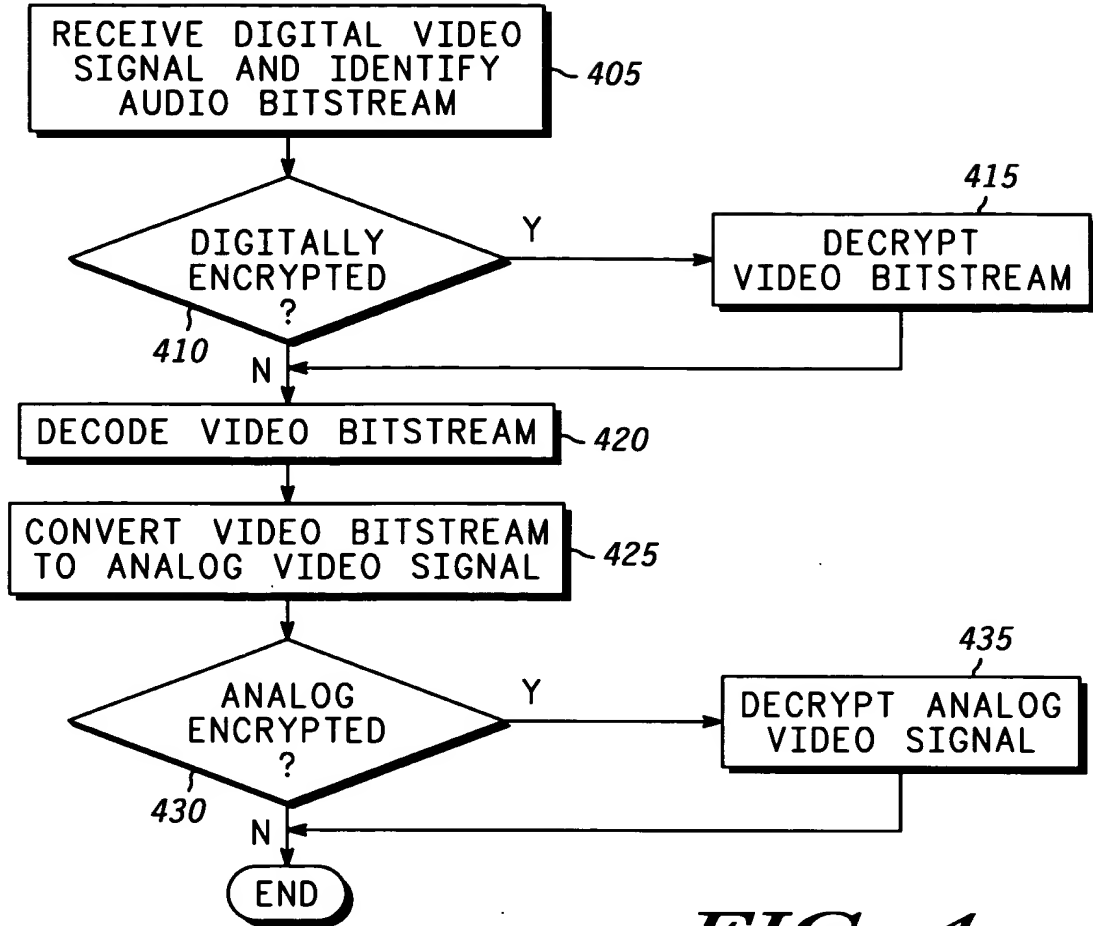 RECEIVE DIGITAL VIDEO
SIGNAL AND IDENTIFY
AUDIO BITSTREAM
405
DIGITALLY
ENCRYPTED
?
410
Y
415
DECRYPT
VIDEO BITSTREAM
N
DECODE VIDEO BITSTREAM
420
CONVERT VIDEO BITSTREAM
TO ANALOG VIDEO SIGNAL
425
ANALOG
ENCRYPTED
?
430
Y
435
DECRYPT ANALOG
VIDEO SIGNAL
N
END
FIG.